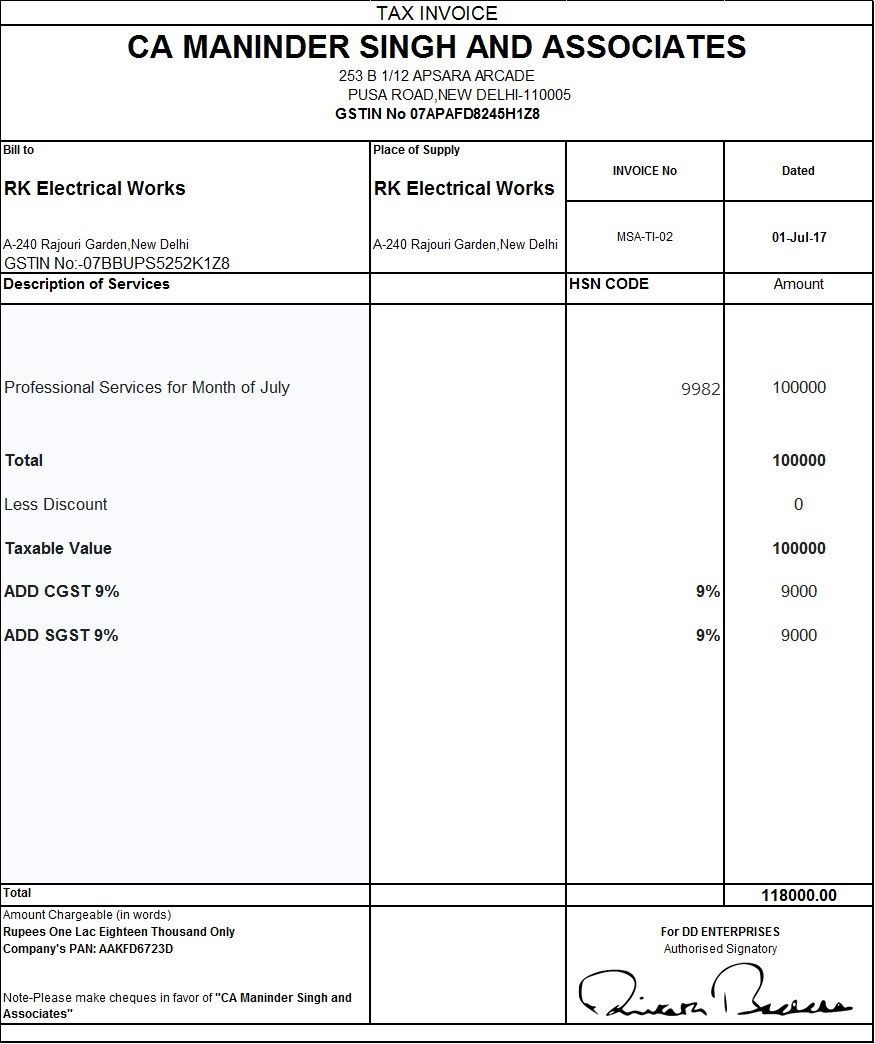 TAX INVOICE
CA MANINDER SINGH AND ASSOCIATES
253 B 1/12 APSARA ARCADE
PUSA ROAD,NEW DELHI-110005
GSTIN No 07APAFD8245H1Z8
Bill to
RK Electrical Works
A-240 Rajouri Garden,New Delhi
GSTIN No:-07BBUPS5252K1Z8
Place of Supply
RK Electrical Works
A-240 Rajouri Garden,New Delhi
INVOICE No
MSA-TI-02
Dated
01-Jul-17
Description of Services HSN CODE Amount
Professional Services for Month of July 9982 100000
Total 100000
Less Discount 0
Taxable Value 100000
ADD CGST 9% 9% 9000
ADD SGST 9% 9% 9000
Total 118000.00
Amount Chargeable (in words)
Rupees One Lac Eighteen Thousand Only
Company's PAN: AAKFD6723D
Note-Please make cheques in favor of "CA Maninder Singh and
Associates"
For DD ENTERPRISES
Authorised Signatory